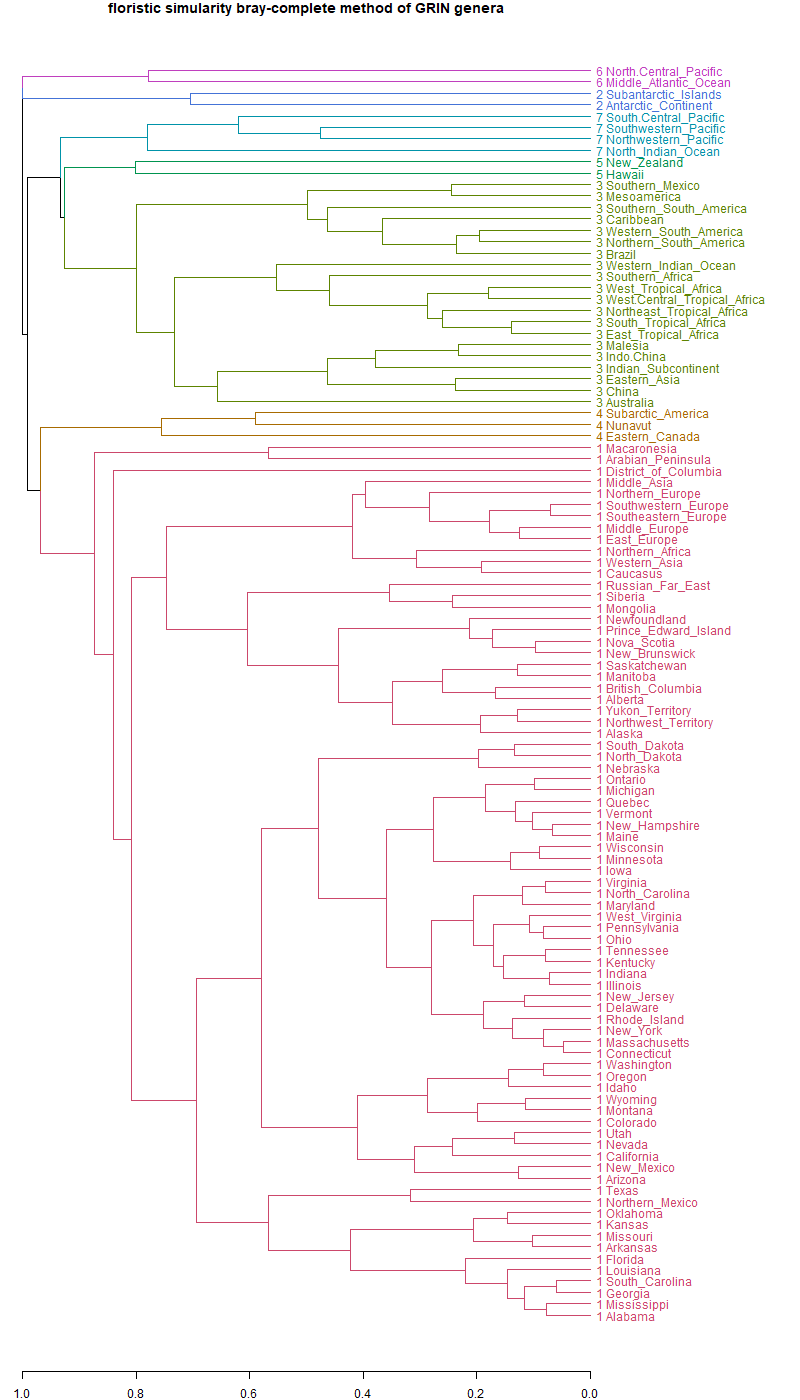 floristic simularity bray-complete method of GRIN genera
6 North.Central_Pacific
6 Middle_Atlantic_Ocean
2 Subantarctic_Islands
2 Antarctic_Continent
7 South.Central_Pacific
7 Southwestern_Pacific
7 Northwestern_Pacific
7 North_Indian_Ocean
5 New_Zealand
5 Hawaii
3 Southern_Mexico
3 Mesoamerica
3 Southern_South_America
3 Caribbean
3 Western_South_America
3 Northern_South_America
3 Brazil
3 Western_Indian_Ocean
3 Southern_Africa
3 West_Tropical_Africa
3 West.Central_Tropical_Africa
3 Northeast_Tropical_Africa
3 South_Tropical_Africa
3 East_Tropical_Africa
3 Malesia
3 Indo.China
3 Indian_Subcontinent
3 Eastern_Asia
3 China
3 Australia
4 Subarctic_America
4 Nunavut
4 Eastern_Canada
1 Macaronesia
1 Arabian_Peninsula
1 District_of_Columbia
1 Middle_Asia
1 Northern_Europe
1 Southwestern_Europe
1 Southeastern_Europe
1 Middle_Europe
1 East_Europe
1 Northern_Africa
1 Western_Asia
1 Caucasus
1 Russian_Far_East
1 Siberia
1 Mongolia
1 Newfoundland
1 Prince_Edward_Island
1 Nova_Scotia
1 New_Brunswick
1 Saskatchewan
1 Manitoba
1 British_Columbia
1 Alberta
1 Yukon_Territory
1 Northwest_Territory
1 Alaska
1 South_Dakota
1 North_Dakota
1 Nebraska
1 Ontario
1 Michigan
1 Quebec
1 Vermont
1 New_Hampshire
1 Maine
1 Wisconsin
1 Minnesota
1 Iowa
1 Virginia
1 North_Carolina
1 Maryland
1 West_Virginia
1 Pennsylvania
1 Ohio
1 Tennessee
1 Kentucky
1 Indiana
1 Illinois
1 New_Jersey
1 Delaware
1 Rhode_Island
1 New_York
1 Massachusetts
1 Connecticut
1 Washington
1 Oregon
1 Idaho
1 Wyoming
1 Montana
1 Colorado
1 Utah
1 Nevada
1 California
1 New_Mexico
1 Arizona
1 Texas
1 Northern_Mexico
1 Oklahoma
1 Kansas
1 Missouri
1 Arkansas
1 Florida
1 Louisiana
1 South_Carolina
1 Georgia
1 Mississippi
1 Alabama
1.0 0.8 0.6 0.4 0.2 0.0